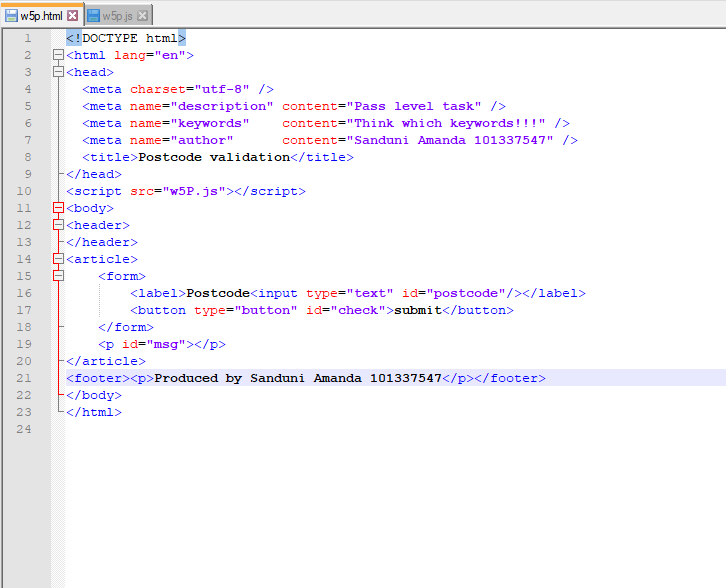 w5p.html w5p.js
1 <!DOCTYPE html>
2 <html lang="en">
3 <head>
4 <meta charset="utf-8" />
5 <meta name="description" content="Pass level task" />
6 <meta name="keywords" content="Think which keywords!!!" />
7 <meta name="author" content="Sanduni Amanda 101337547" />
8 <title>Postcode validation</title>
9 </head>
10 <script src="w5P.js"></script>
11 <body>
12 <header>
13 </header>
14 <article>
15 <form>
16 <label>Postcode<input type="text" id="postcode"/></label>
17 <button type="button" id="check">submit</button>
18 </form>
19 <p id="msg"></p>
20 </article>
21 <footer><p>Produced by Sanduni Amanda 101337547</p></footer>
22 </body>
23 </html>
24